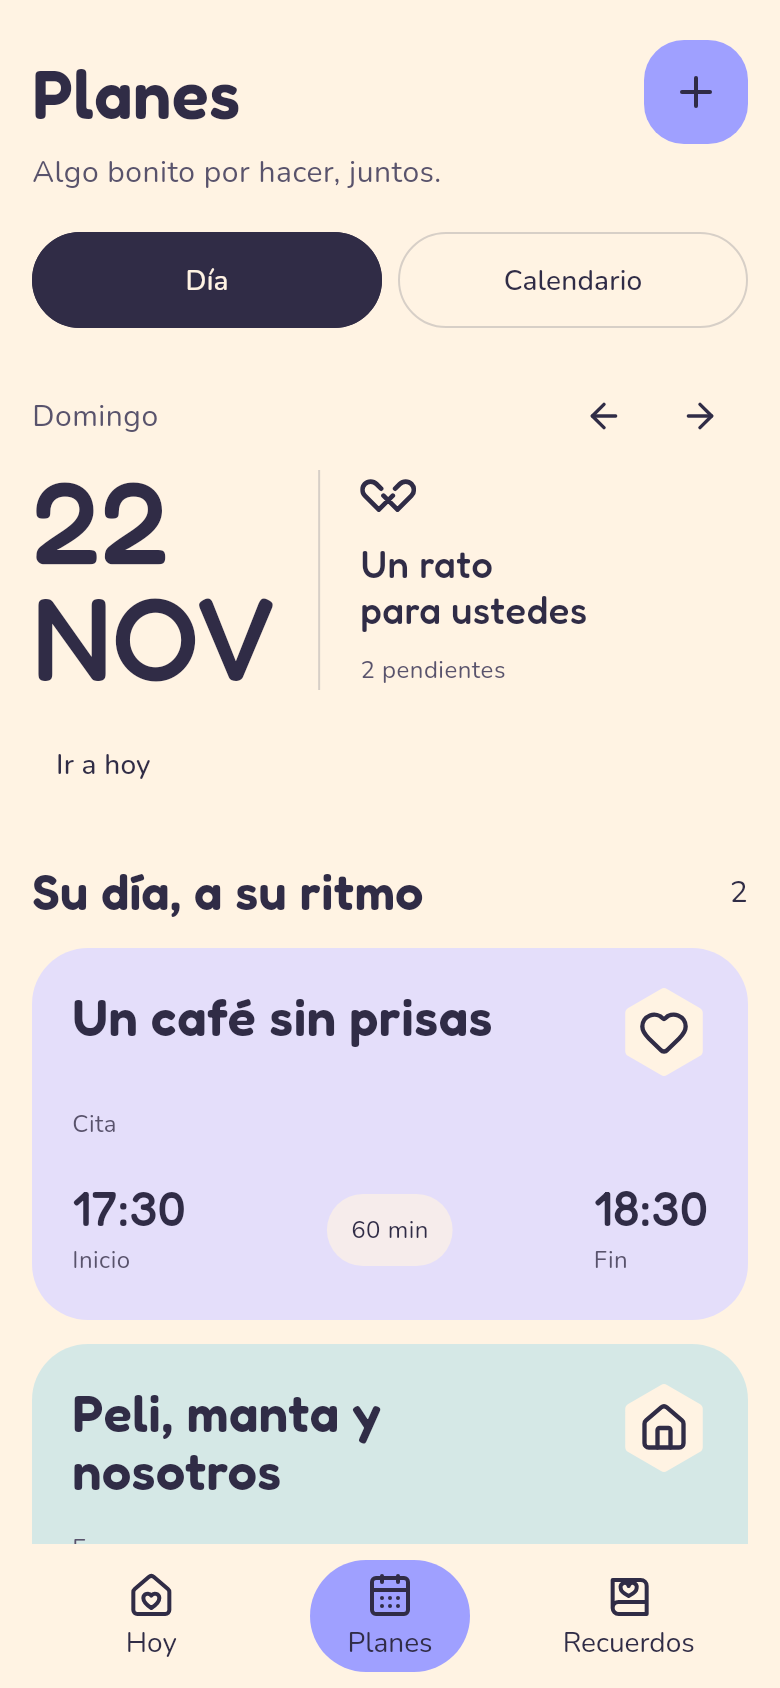 Planes
Algo bonito por hacer, juntos.
Día
Calendario
Domingo
22
NOV
Un rato
para ustedes
2 pendientes
Ir a hoy
Su día, a su ritmo
2
Un café sin prisas
Cita
17:30
Inicio
60 min
18:30
Fin
Peli, manta y
nosotros
Hoy
Planes
Recuerdos